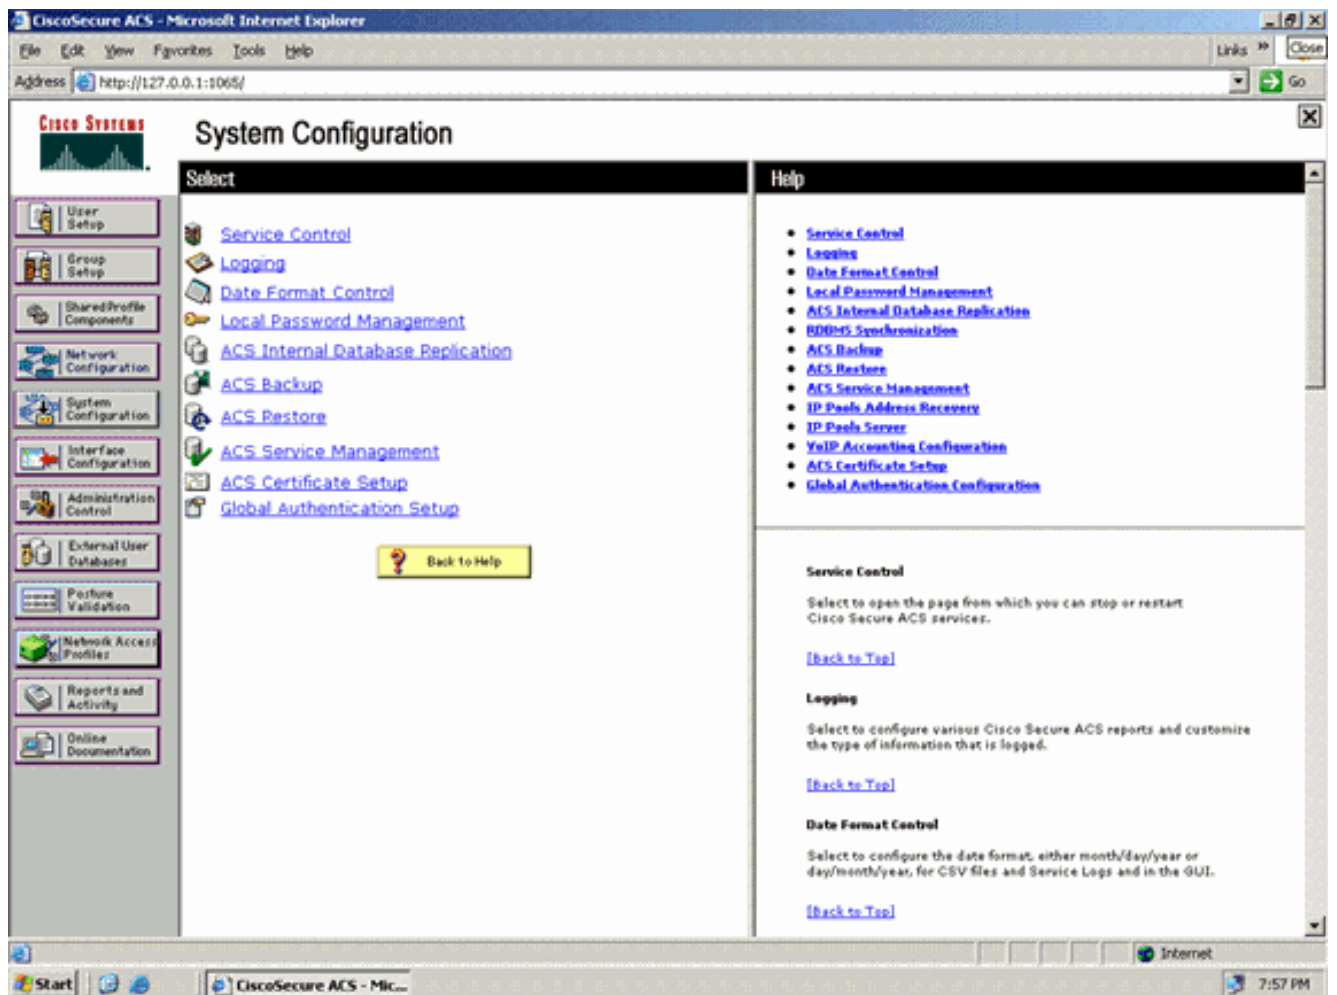 CiscoSecure ACS - Microsoft Internet Explorer
File Edit View Favorites Tools Help
Links »
Close
Address http://127.0.0.1:1065/
Go
CISCO SYSTEMS
System Configuration
Select
Help
User
Setup
Group
Setup
Shared Profile
Components
Network
Configuration
System
Configuration
Interface
Configuration
Administration
Control
External User
Databases
Posture
Validation
Network Access
Profiles
Reports and
Activity
Online
Documentation
Service Control
Logging
Date Format Control
Local Password Management
ACS Internal Database Replication
ACS Backup
ACS Restore
ACS Service Management
ACS Certificate Setup
Global Authentication Setup
Back to Help
Service Control
Logging
Date Format Control
Local Password Management
ACS Internal Database Replication
RDBMS Synchronization
ACS Backup
ACS Restore
ACS Service Management
IP Pools Address Recovery
IP Pools Server
VoIP Accounting Configuration
ACS Certificate Setup
Global Authentication Configuration
Service Control
Select to open the page from which you can stop or restart
Cisco Secure ACS services.
[Back to Top]
Logging
Select to configure various Cisco Secure ACS reports and customize
the type of information that is logged.
[Back to Top]
Date Format Control
Select to configure the date format, either month/day/year or
day/month/year, for CSV files and Service Logs and in the GUI.
[Back to Top]
Internet
Start
CiscoSecure ACS - Mic...
7:57 PM